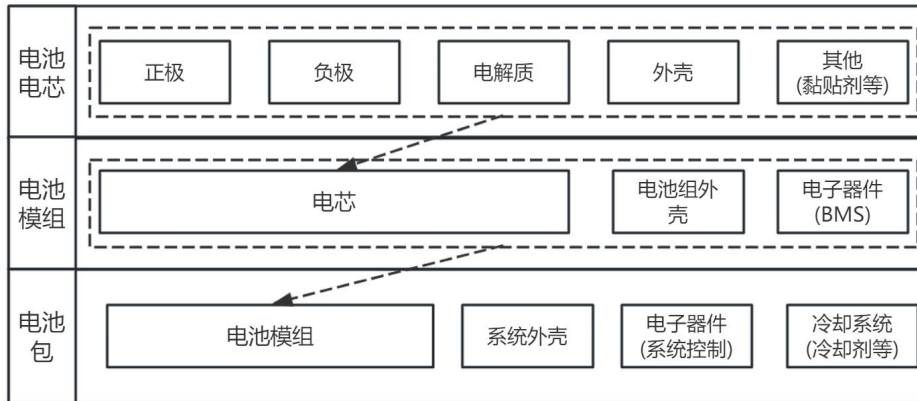 电池
电芯
正极
负极
电解质
外壳
其他
(黏贴剂等)
电池
模组
电芯
电池组外
壳
电子器件
(BMS)
电池
包
电池模组
系统外壳
电子器件
(系统控制)
冷却系统
(冷却剂等)